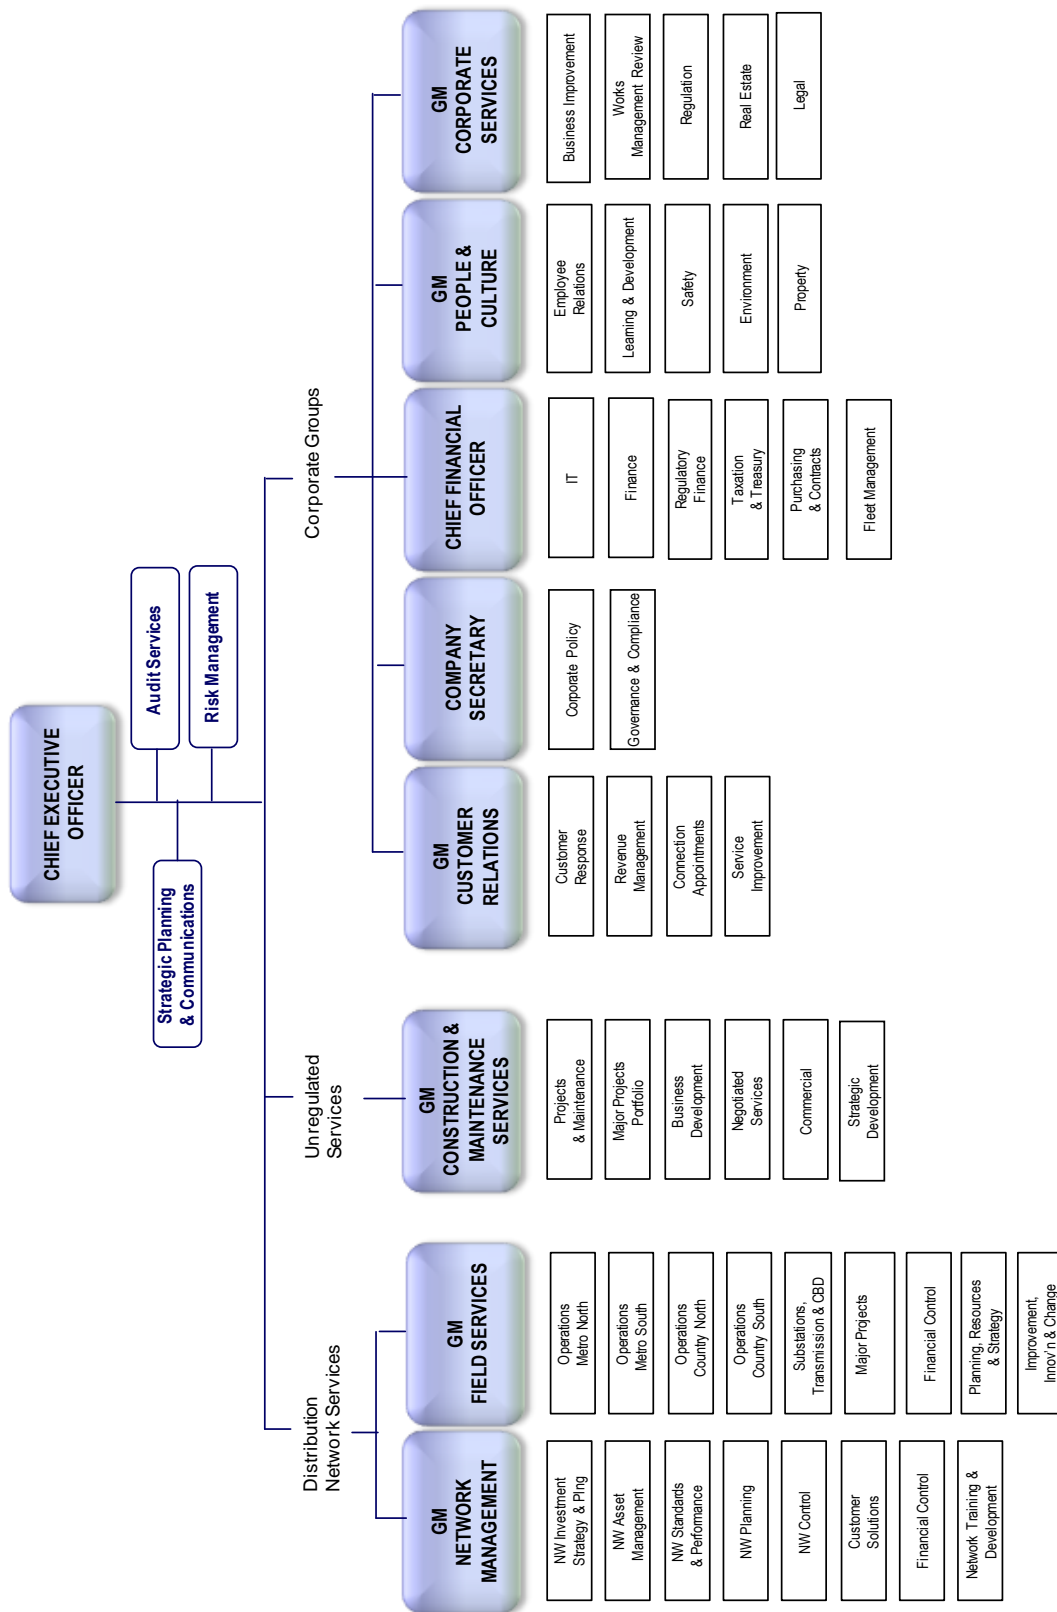 CHIEF EXECUTIVE
OFFICER
Strategic Planning
& Communications
Audit Services
Risk Management
Distribution
Network Services
Unregulated
Services
Corporate Groups
GM
NETWORK
MANAGEMENT
NW Investment
Strategy & Plng
NW Asset
Management
NW Standards
& Performance
NW Planning
NW Control
Customer
Solutions
Financial Control
Network Training &
Development
GM
FIELD SERVICES
Operations
Metro North
Operations
Metro South
Operations
Country North
Operations
Country South
Substations,
Transmission & CBD
Major Projects
Financial Control
Planning, Resources
& Strategy
Improvement,
Innov'n & Change
GM
CONSTRUCTION &
MAINTENANCE
SERVICES
Projects
& Maintenance
Major Projects
Portfolio
Business
Development
Negotiated
Services
Commercial
Strategic
Development
GM
CUSTOMER
RELATIONS
Customer
Response
Revenue
Management
Connection
Appointments
Service
Improvement
COMPANY
SECRETARY
Corporate Policy
Governance & Compliance
CHIEF FINANCIAL
OFFICER
IT
Finance
Regulatory
Finance
Taxation
& Treasury
Purchasing
& Contracts
Fleet Management
GM
PEOPLE &
CULTURE
Employee
Relations
Learning & Development
Safety
Environment
Property
GM
CORPORATE
SERVICES
Business Improvement
Works
Management Review
Regulation
Real Estate
Legal